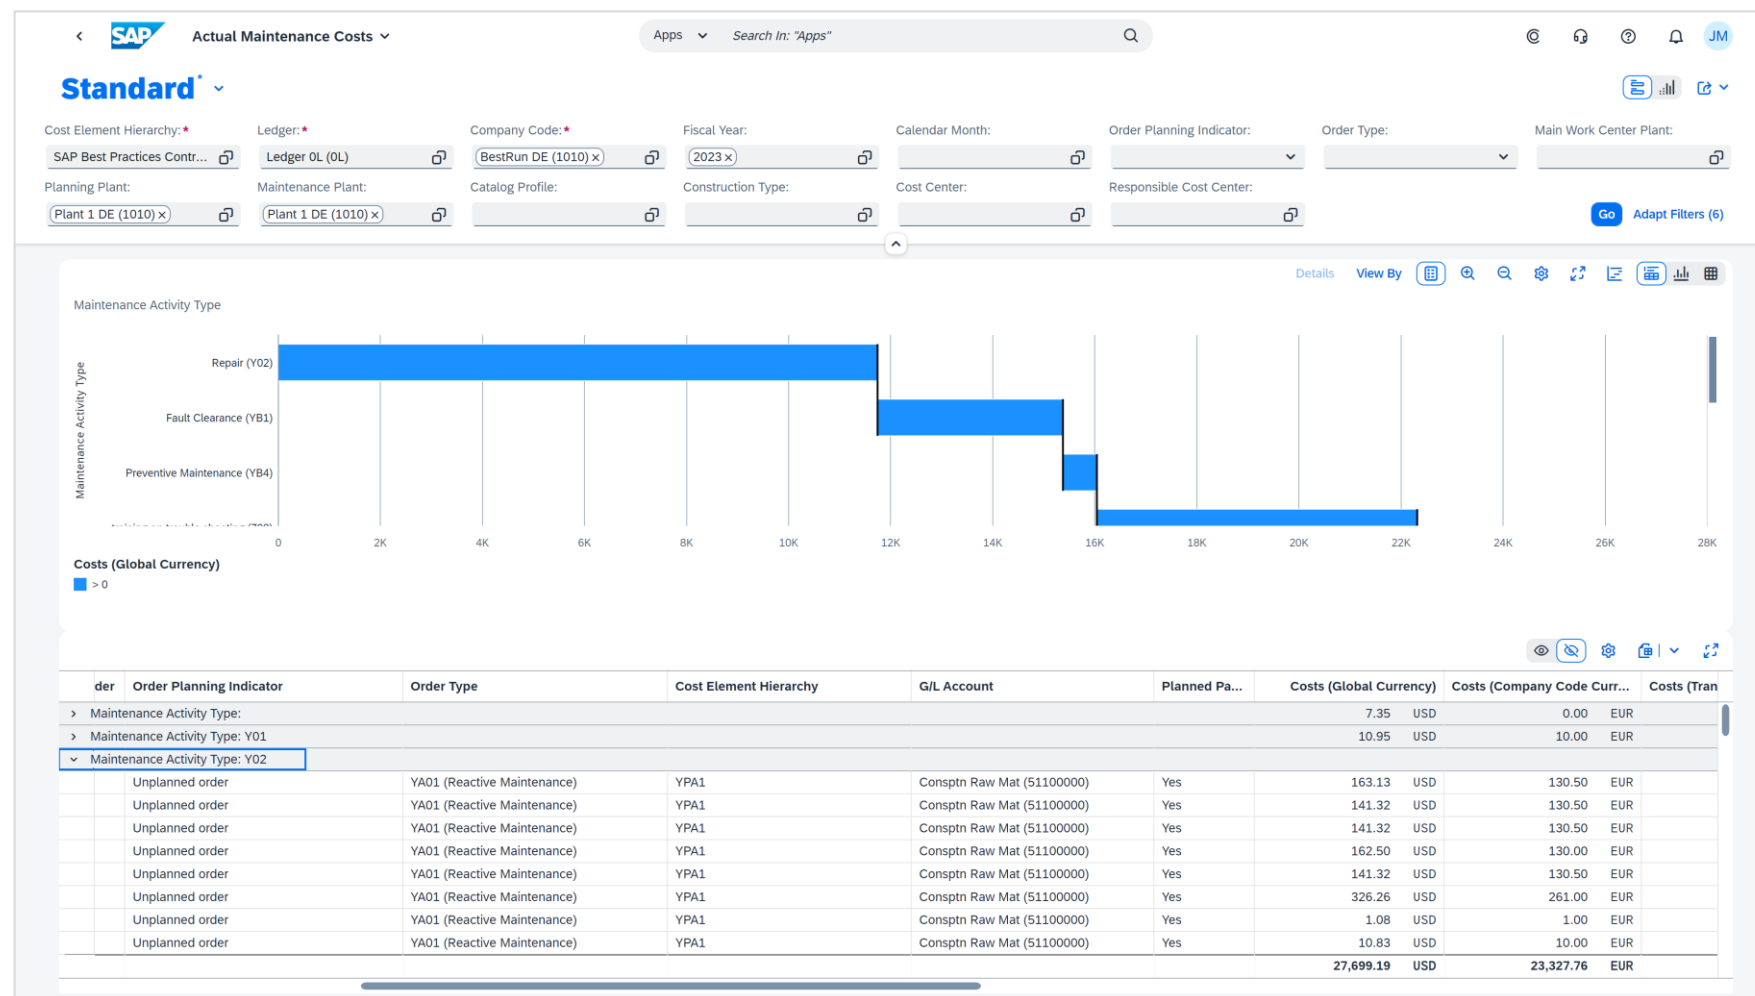 SAP Actual Maintenance Costs Apps Search In: "Apps" JM
Standard*
Cost Element Hierarchy:* Ledger:* Company Code:* Fiscal Year: Calendar Month: Order Planning Indicator: Order Type: Main Work Center Plant:
SAP Best Practices Contr... Ledger 0L (0L) BestRun DE (1010) × 2023 ×
Planning Plant: Maintenance Plant: Catalog Profile: Construction Type: Cost Center: Responsible Cost Center:
Plant 1 DE (1010) × Plant 1 DE (1010) × Go Adapt Filters (6)
Details View By
Maintenance Activity Type
Maintenance Activity Type
Repair (Y02)
Fault Clearance (YB1)
Preventive Maintenance (YB4)
0 2K 4K 6K 8K 10K 12K 14K 16K 18K 20K 22K 24K 26K 28K
Costs (Global Currency)
> 0
der Order Planning Indicator Order Type Cost Element Hierarchy G/L Account Planned Pa... Costs (Global Currency) Costs (Company Code Curr... Costs (Tran
Maintenance Activity Type: 7.35 USD 0.00 EUR
Maintenance Activity Type: Y01 10.95 USD 10.00 EUR
Maintenance Activity Type: Y02
Unplanned order YA01 (Reactive Maintenance) YPA1 Consptn Raw Mat (51100000) Yes 163.13 USD 130.50 EUR
Unplanned order YA01 (Reactive Maintenance) YPA1 Consptn Raw Mat (51100000) Yes 141.32 USD 130.50 EUR
Unplanned order YA01 (Reactive Maintenance) YPA1 Consptn Raw Mat (51100000) Yes 141.32 USD 130.50 EUR
Unplanned order YA01 (Reactive Maintenance) YPA1 Consptn Raw Mat (51100000) Yes 162.50 USD 130.00 EUR
Unplanned order YA01 (Reactive Maintenance) YPA1 Consptn Raw Mat (51100000) Yes 141.32 USD 130.50 EUR
Unplanned order YA01 (Reactive Maintenance) YPA1 Consptn Raw Mat (51100000) Yes 326.26 USD 261.00 EUR
Unplanned order YA01 (Reactive Maintenance) YPA1 Consptn Raw Mat (51100000) Yes 1.08 USD 1.00 EUR
Unplanned order YA01 (Reactive Maintenance) YPA1 Consptn Raw Mat (51100000) Yes 10.83 USD 10.00 EUR
27,699.19 USD 23,327.76 EUR